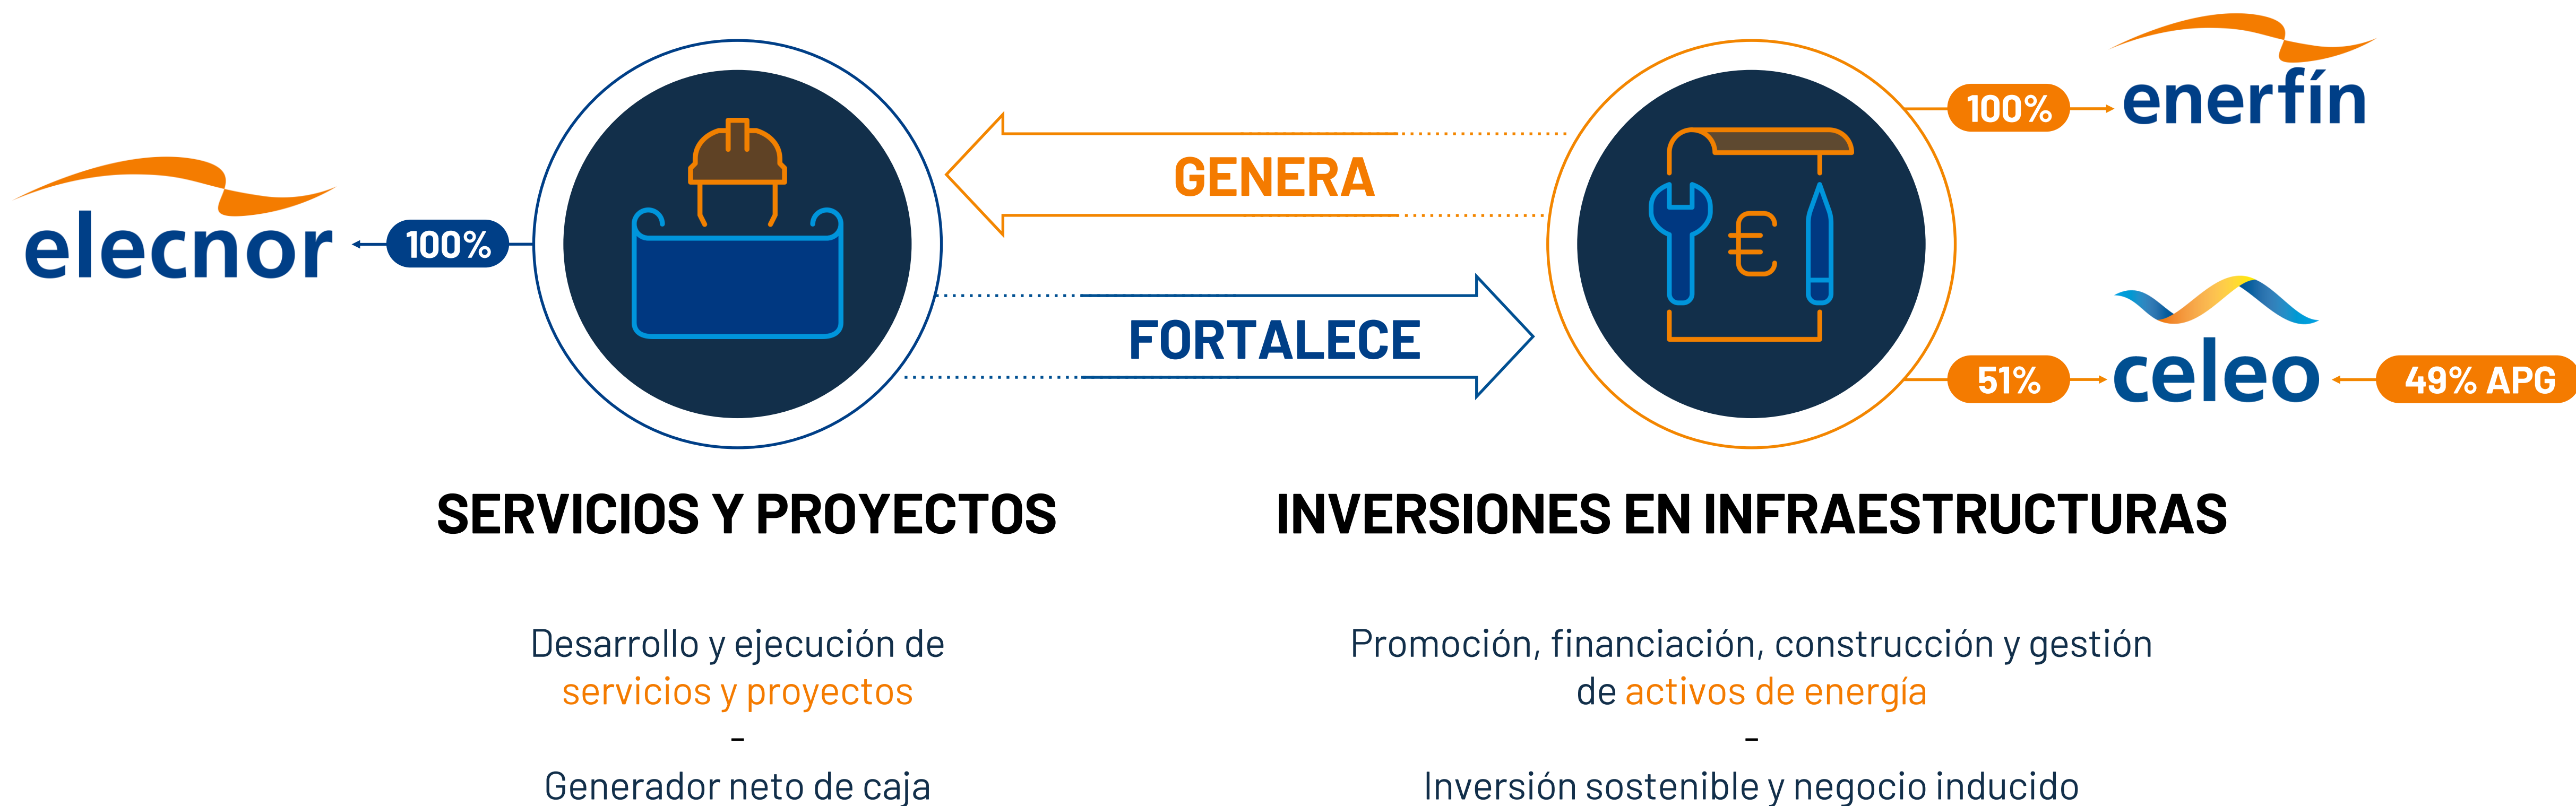 enerfín
100%
GENERA
elecnor
100%
€
FORTALECE
51%
celeo
49% APG
SERVICIOS Y PROYECTOS
INVERSIONES EN INFRAESTRUCTURAS
Desarrollo y ejecución de
servicios y proyectos
-
Generador neto de caja
Promoción, financiación, construcción y gestión
de activos de energía
-
Inversión sostenible y negocio inducido